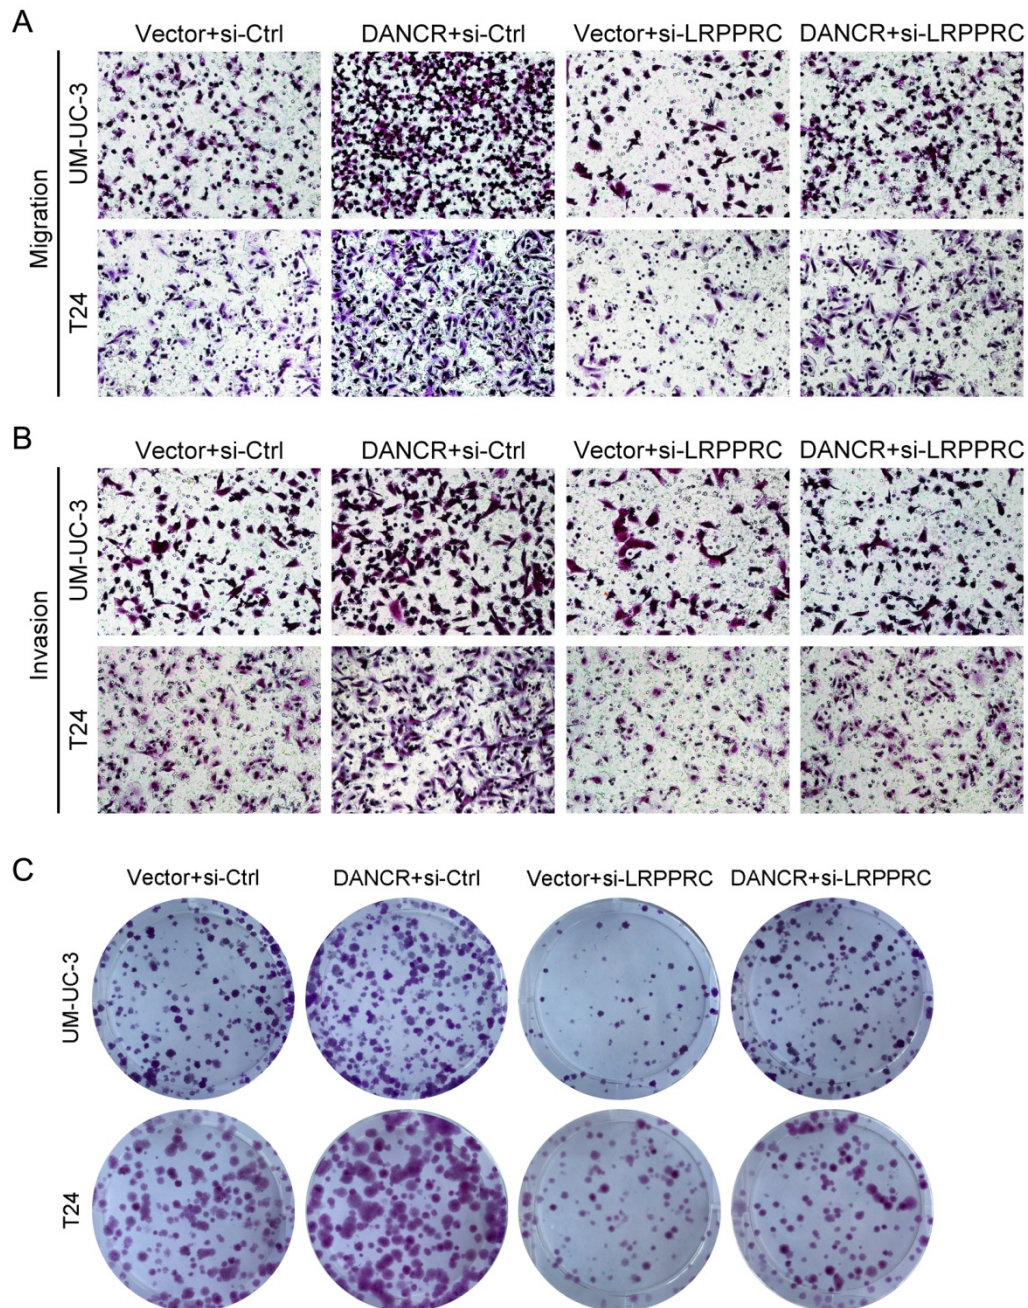 A
Vector+si-Ctrl DANCR+si-Ctrl Vector+si-LRPPRC DANCR+si-LRPPRC
Migration
UM-UC-3
T24
B
Vector+si-Ctrl DANCR+si-Ctrl Vector+si-LRPPRC DANCR+si-LRPPRC
Invasion
UM-UC-3
T24
C
Vector+si-Ctrl DANCR+si-Ctrl Vector+si-LRPPRC DANCR+si-LRPPRC
UM-UC-3
T24